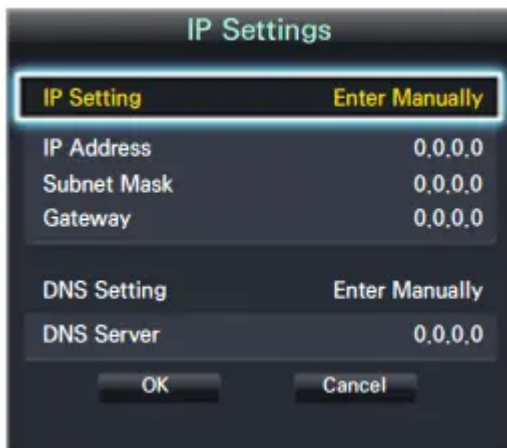 IP Settings
IP Setting Enter Manually
IP Address 0.0.0.0
Subnet Mask 0.0.0.0
Gateway 0.0.0.0
DNS Setting Enter Manually
DNS Server 0.0.0.0
OK Cancel